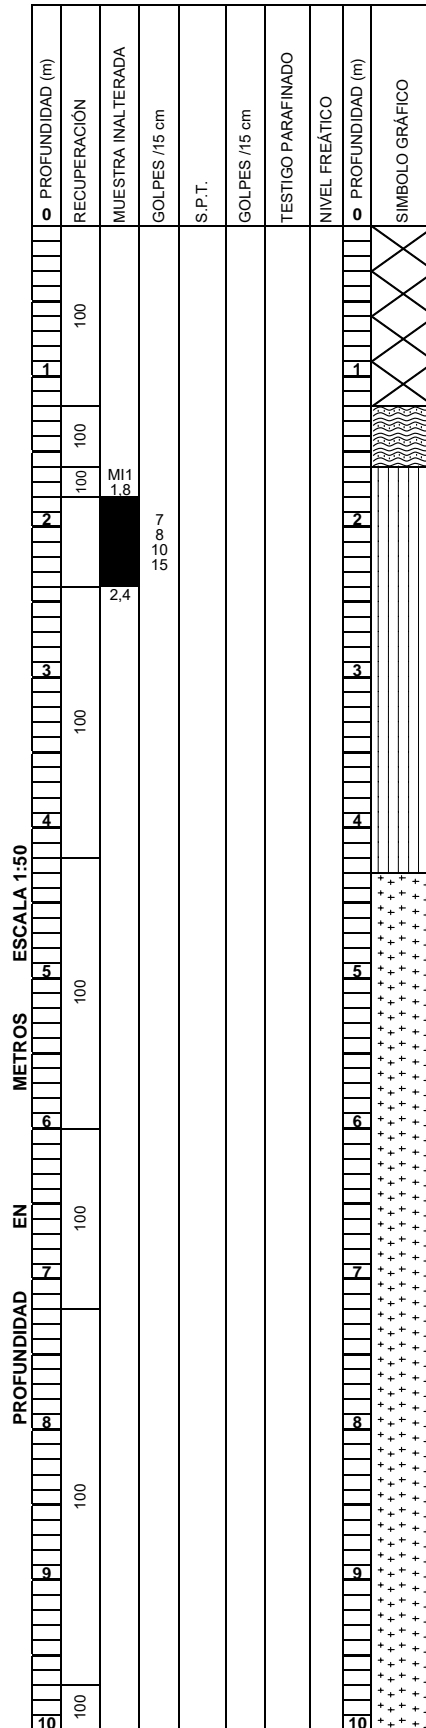 0 PROFUNDIDAD (m)
RECUPERACIÓN
MUESTRA INALTERADA
GOLPES /15 cm
S.P.T.
GOLPES /15 cm
TESTIGO PARAFINADO
NIVEL FREÁTICO
0 PROFUNDIDAD (m)
SIMBOLO GRÁFICO
100
1
1
100
100
MI1
1,8
2
7
2
8
10
15
2,4
3
3
100
4
4
5
5
100
6
6
100
7
7
8
8
100
9
9
100
10
10
PROFUNDIDAD EN METROS ESCALA 1:50